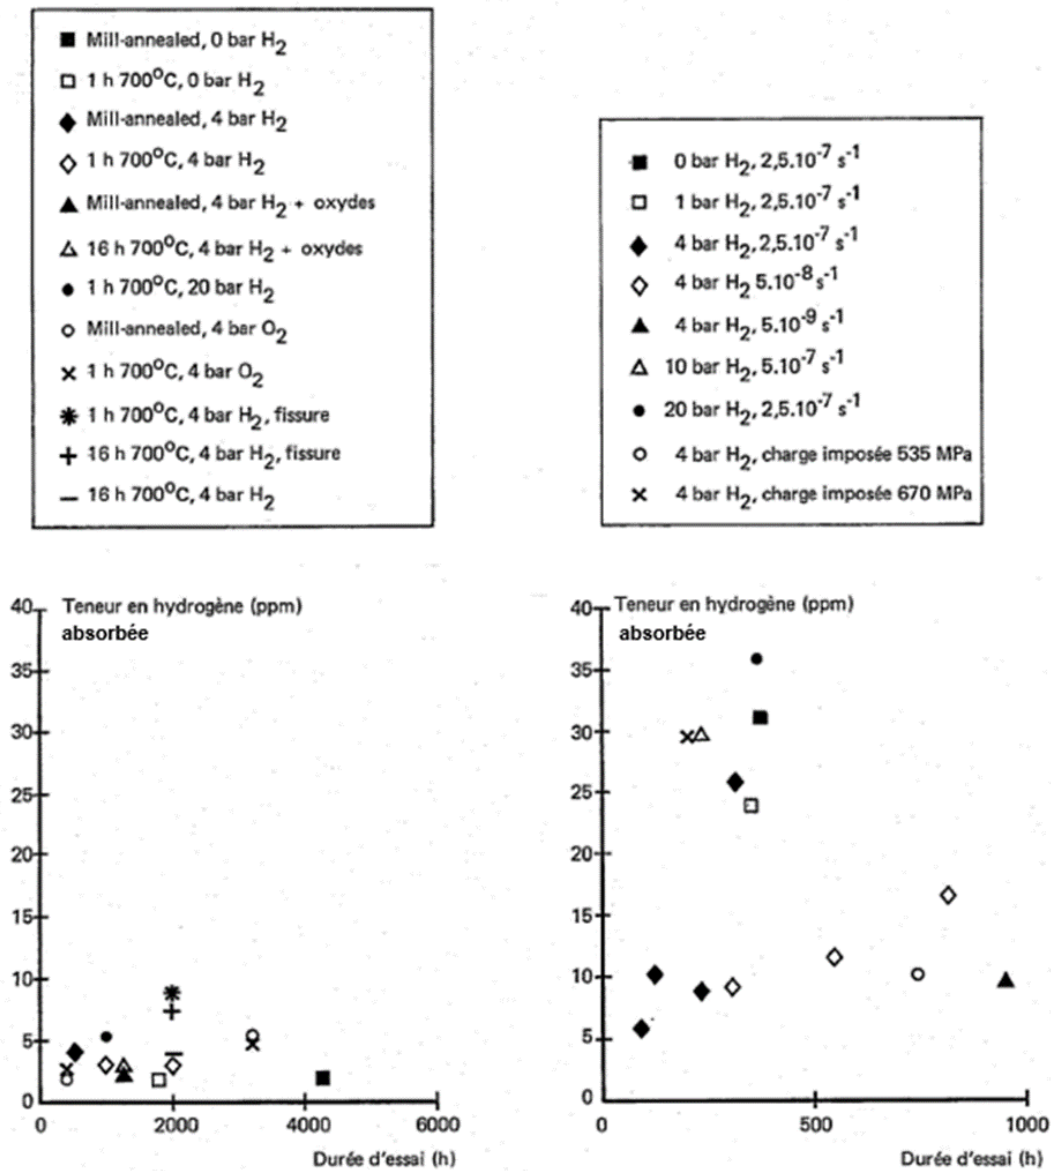 ■ Mill-annealed, 0 bar H₂
□ 1 h 700°C, 0 bar H₂
◆ Mill-annealed, 4 bar H₂
◇ 1 h 700°C, 4 bar H₂
▲ Mill-annealed, 4 bar H₂ + oxydes
△ 16 h 700°C, 4 bar H₂ + oxydes
● 1 h 700°C, 20 bar H₂
○ Mill-annealed, 4 bar O₂
× 1 h 700°C, 4 bar O₂
✱ 1 h 700°C, 4 bar H₂, fissure
+ 16 h 700°C, 4 bar H₂, fissure
— 16 h 700°C, 4 bar H₂
■ 0 bar H₂, 2,5.10⁻⁷ s⁻¹
□ 1 bar H₂, 2,5.10⁻⁷ s⁻¹
◆ 4 bar H₂, 2,5.10⁻⁷ s⁻¹
◇ 4 bar H₂ 5.10⁻⁸ s⁻¹
▲ 4 bar H₂, 5.10⁻⁹ s⁻¹
△ 10 bar H₂, 5.10⁻⁷ s⁻¹
● 20 bar H₂, 2,5.10⁻⁷ s⁻¹
○ 4 bar H₂, charge imposée 535 MPa
× 4 bar H₂, charge imposée 670 MPa
40 Teneur en hydrogène (ppm)
absorbée
35
30
25
20
15
10
5
0
0 2000 4000 6000
Durée d'essai (h)
40 Teneur en hydrogène (ppm)
absorbée
35
30
25
20
15
10
5
0
0 500 1000
Durée d'essai (h)